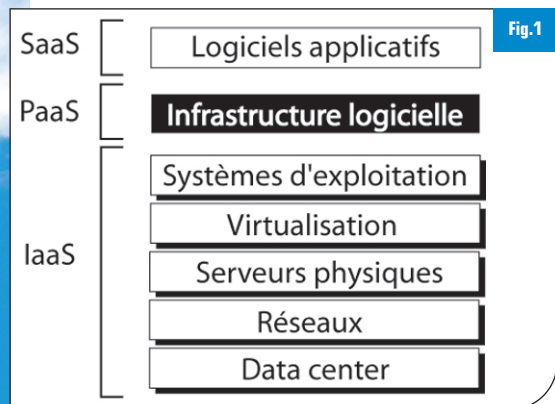 Fig.1
SaaS
Logiciels applicatifs
PaaS
Infrastructure logicielle
IaaS
Systèmes d'exploitation
Virtualisation
Serveurs physiques
Réseaux
Data center